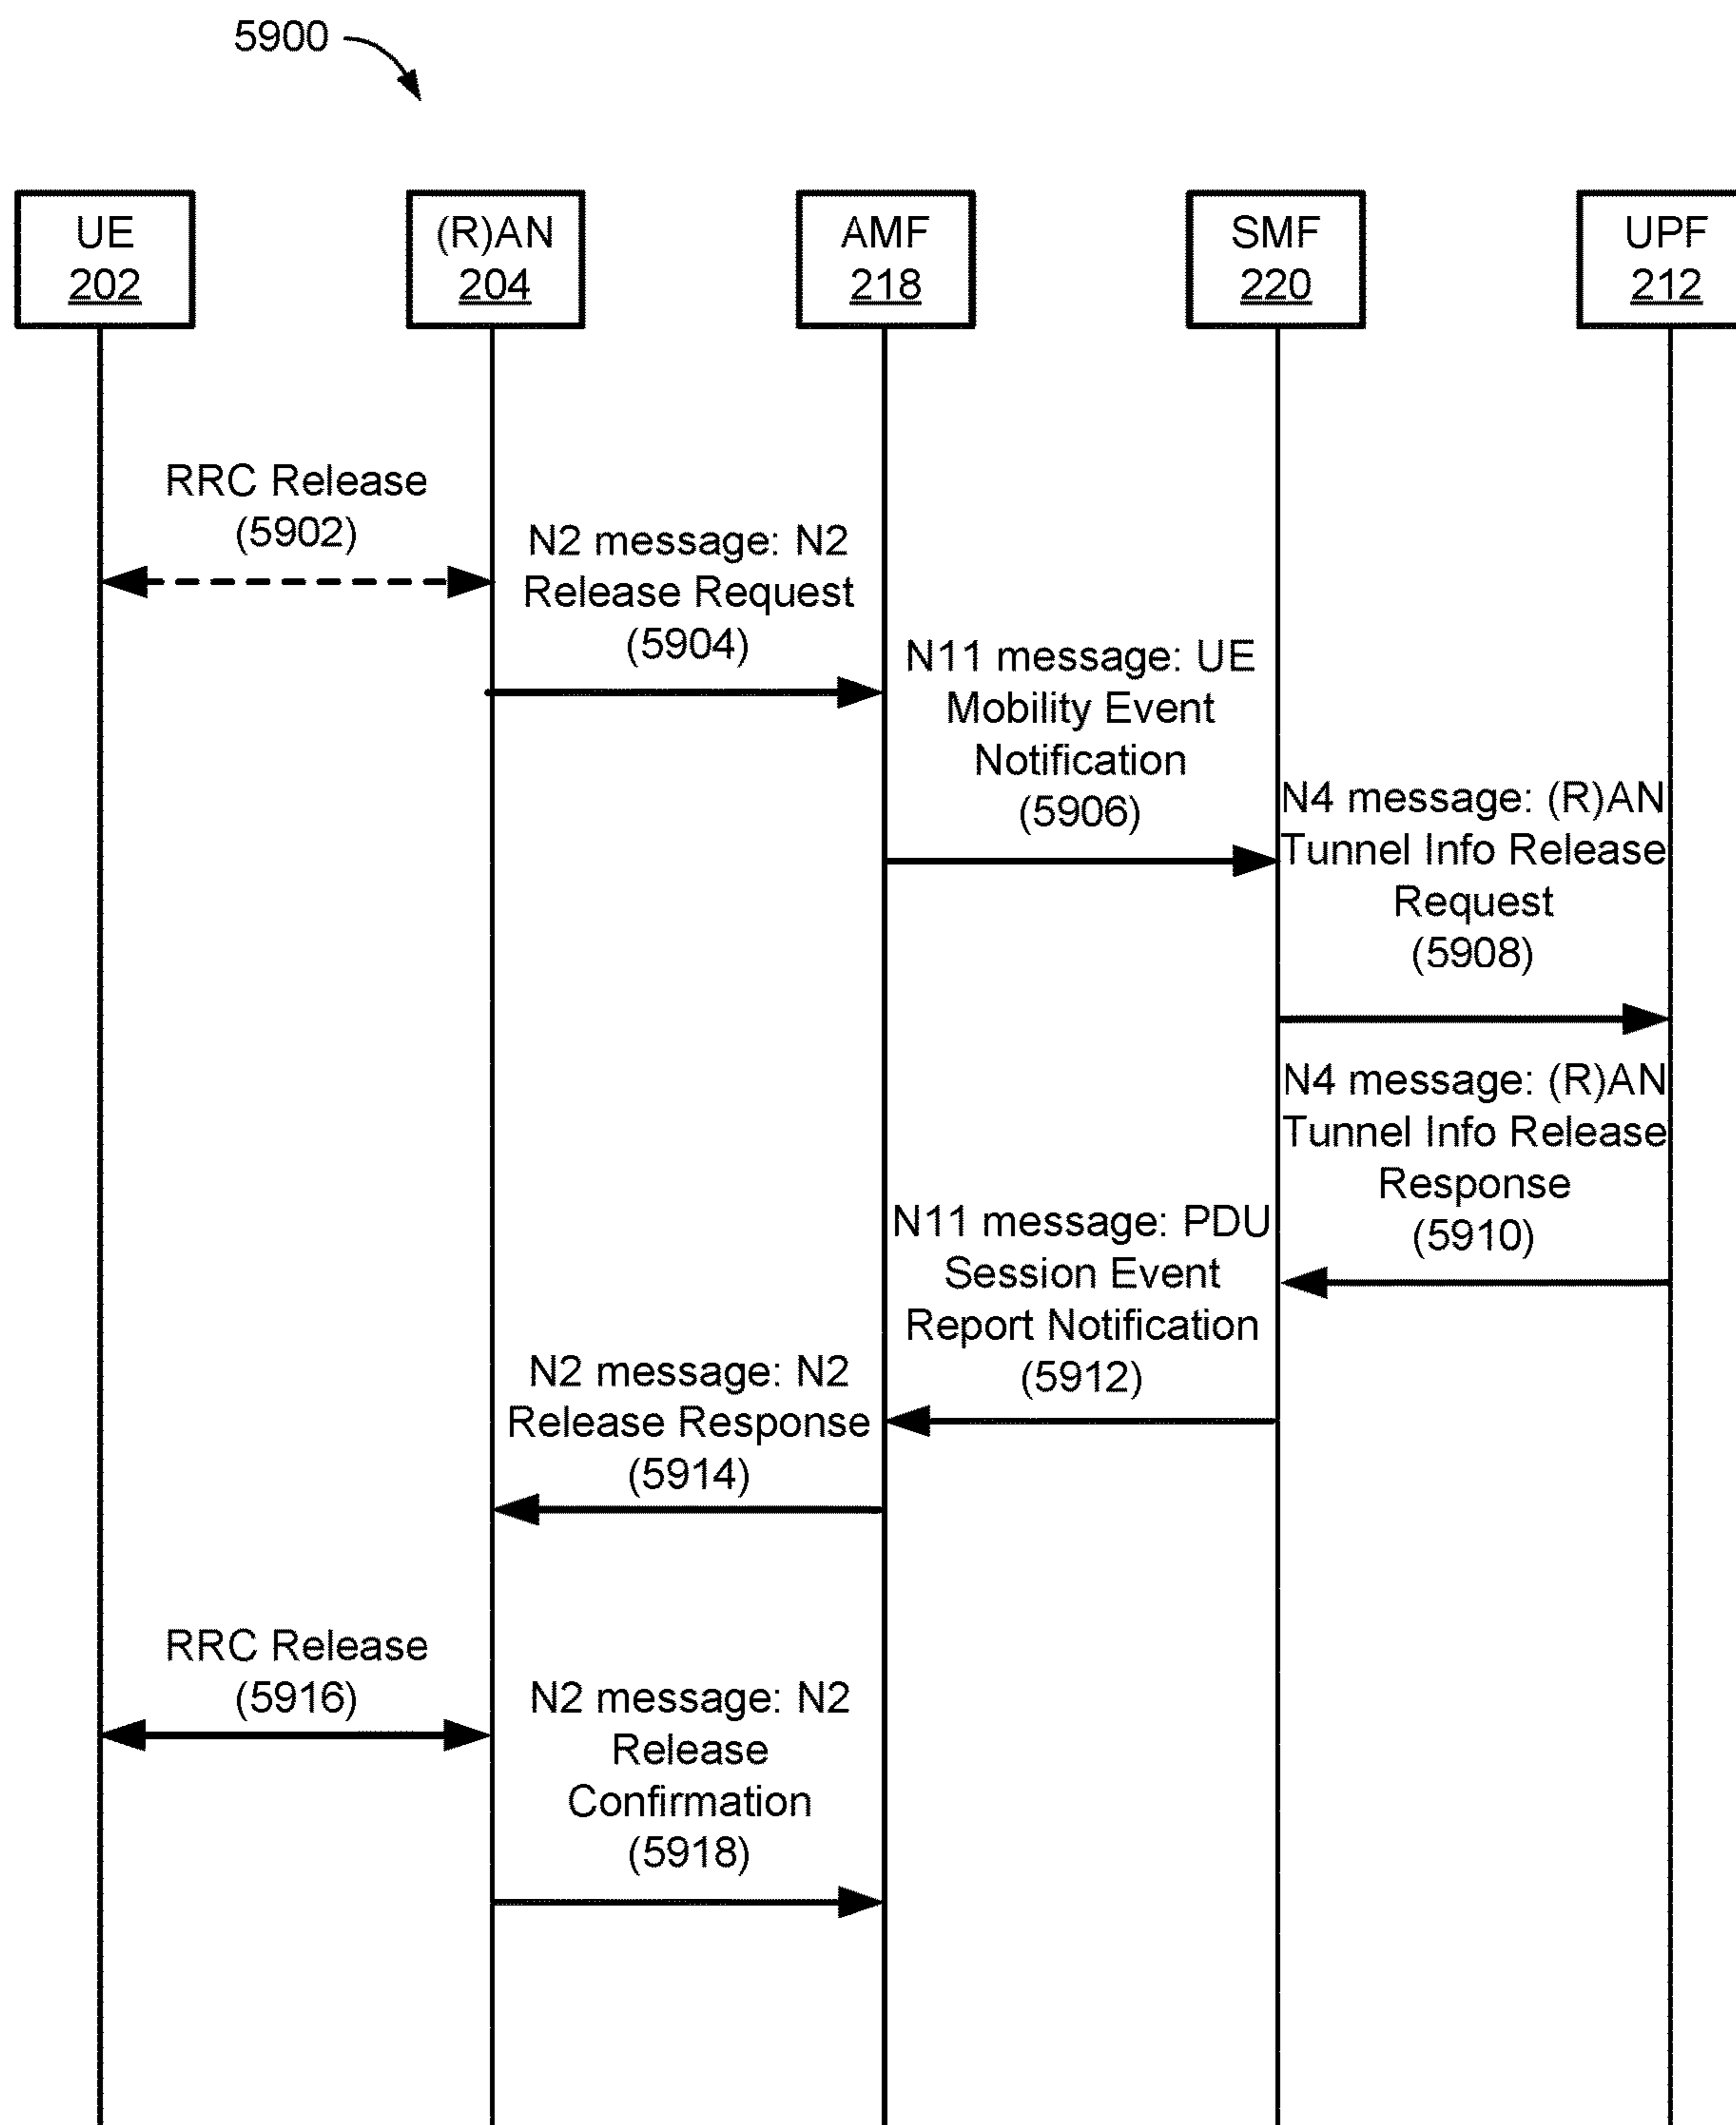 5900
UE
202
(R)AN
204
AMF
218
SMF
220
UPF
212
RRC Release
(5902)
N2 message: N2
Release Request
(5904)
N11 message: UE
Mobility Event
Notification
(5906)
N4 message: (R)AN
Tunnel Info Release
Request
(5908)
N4 message: (R)AN
Tunnel Info Release
Response
(5910)
N11 message: PDU
Session Event
Report Notification
(5912)
N2 message: N2
Release Response
(5914)
RRC Release
(5916)
N2 message: N2
Release
Confirmation
(5918)